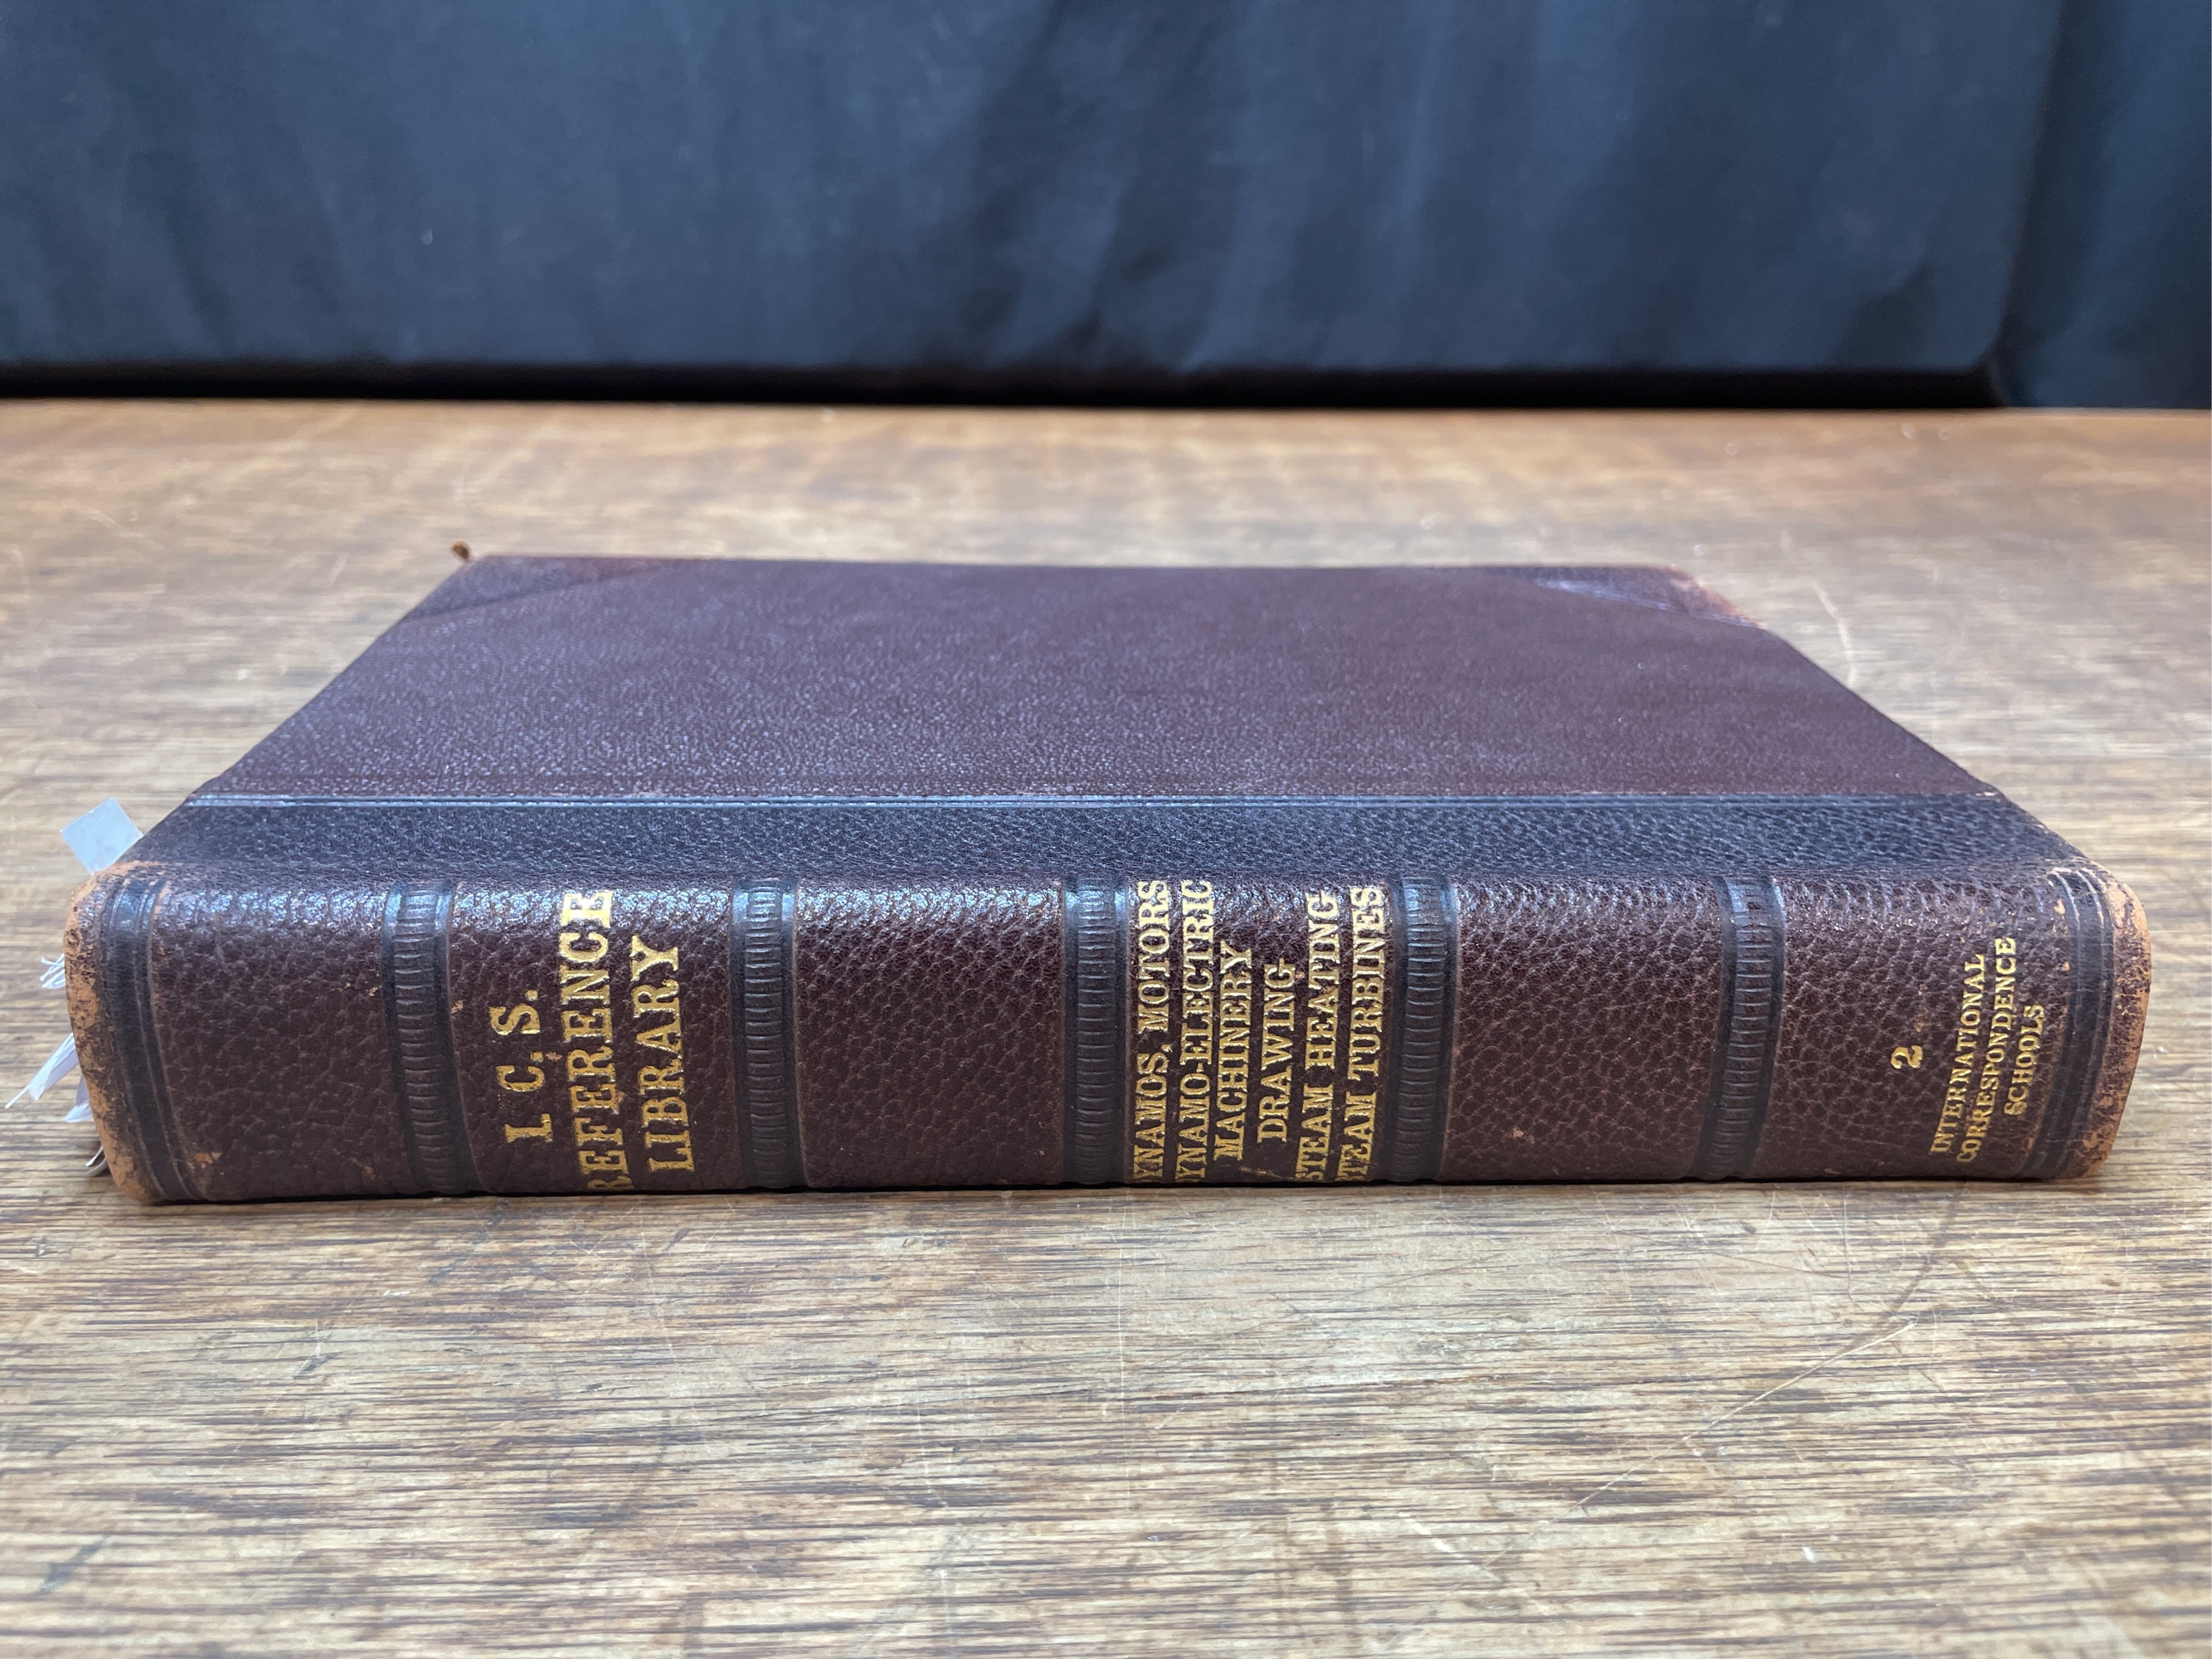 I. C. S.
REFERENCE
LIBRARY
DYNAMOS, MOTORS
DYNAMO-ELECTRIC
MACHINERY
DRAWING
STEAM HEATING
STEAM TURBINES
2
INTERNATIONAL
CORRESPONDENCE
SCHOOLS